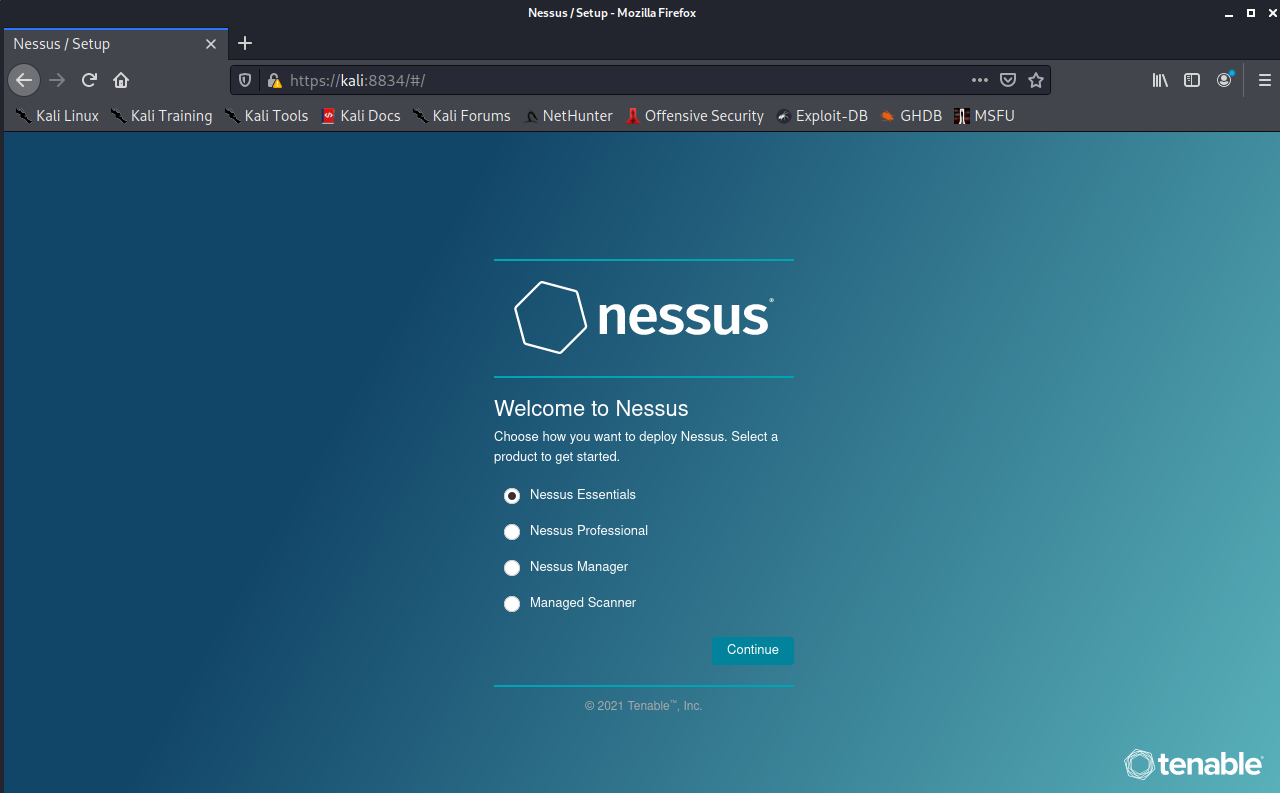 Nessus / Setup - Mozilla Firefox
Nessus / Setup
https://kali:8834/#/
Kali Linux Kali Training Kali Tools Kali Docs Kali Forums NetHunter Offensive Security Exploit-DB GHDB MSFU
nessus®
Welcome to Nessus
Choose how you want to deploy Nessus. Select a
product to get started.
Nessus Essentials
Nessus Professional
Nessus Manager
Managed Scanner
Continue
© 2021 Tenable™, Inc.
tenable®